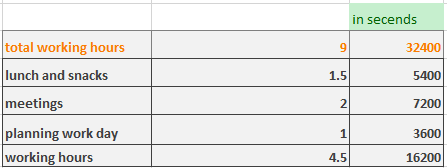 in secends
total working hours 9 32400
lunch and snacks 1.5 5400
meetings 2 7200
planning work day 1 3600
working hours 4.5 16200